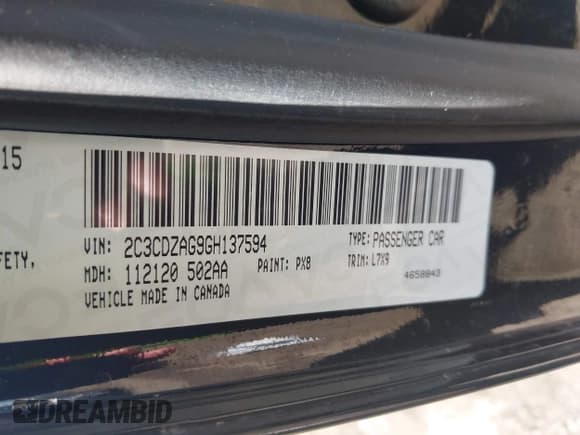 15
VIN: 2C3CDZAG9GH137594 TYPE: PASSENGER CAR
FETY,
MDH: 112120 502AA PAINT: PX8 TRIM: L7X9
VEHICLE MADE IN CANADA 4658843
DREAMBID